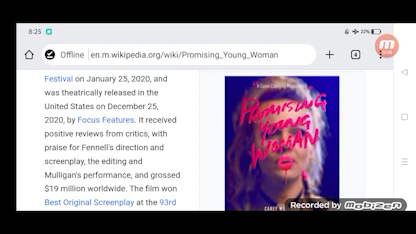 8:25
22%
Offline en.m.wikipedia.org/wiki/Promising_Young_Woman
4
Festival on January 25, 2020, and
was theatrically released in the
United States on December 25,
2020, by Focus Features. It received
positive reviews from critics, with
praise for Fennell's direction and
screenplay, the editing and
Mulligan's performance, and grossed
$19 million worldwide. The film won
Best Original Screenplay at the 93rd
PROMISING
YOUNG
WOMAN
CAREY
Recorded by mobizen